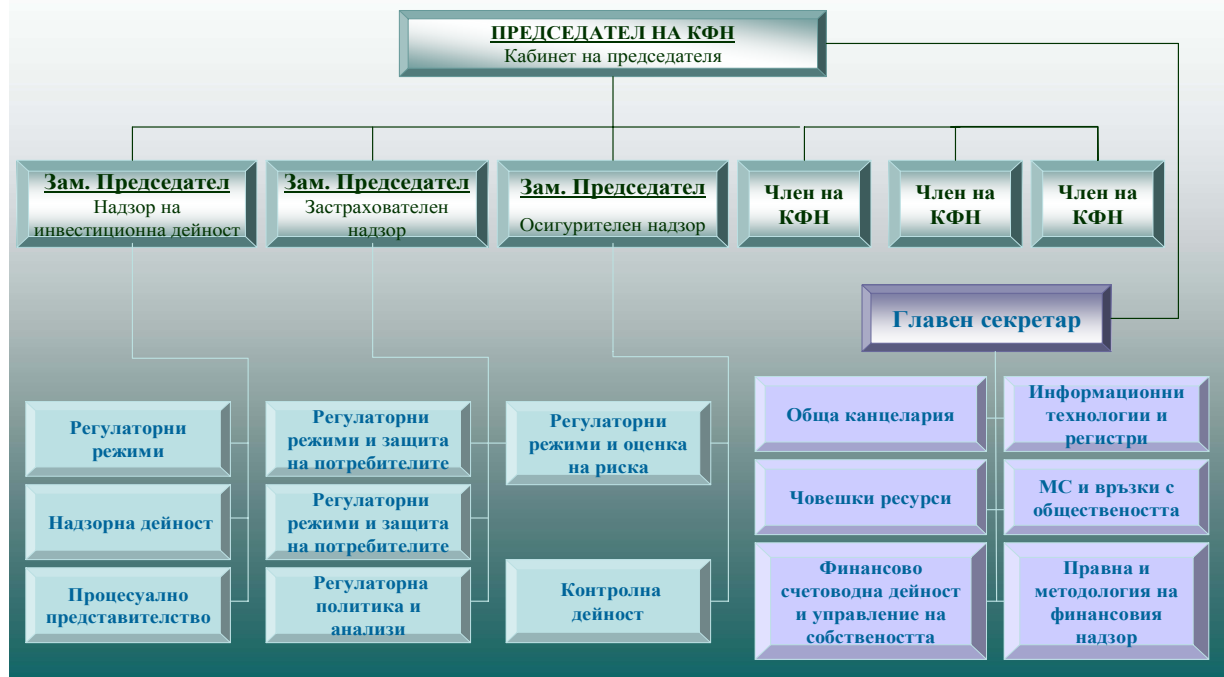 ПРЕДСЕДАТЕЛ НА КФН
Кабинет на председателя
Зам. Председател
Надзор на
инвестиционна дейност
Зам. Председател
Застрахователен
надзор
Зам. Председател
Осигурителен надзор
Член на
КФН
Член на
КФН
Член на
КФН
Главен секретар
Регулаторни
режими
Надзорна дейност
Процесуално
представителство
Регулаторни
режими и защита
на потребителите
Регулаторни
режими и защита
на потребителите
Регулаторна
политика и
анализи
Регулаторни
режими и оценка
на риска
Контролна
дейност
Обща канцелария
Човешки ресурси
Финансово
счетоводна дейност
и управление на
собствеността
Информационни
технологии и
регистри
МС и връзки с
обществеността
Правна и
методология на
финансовия
надзор